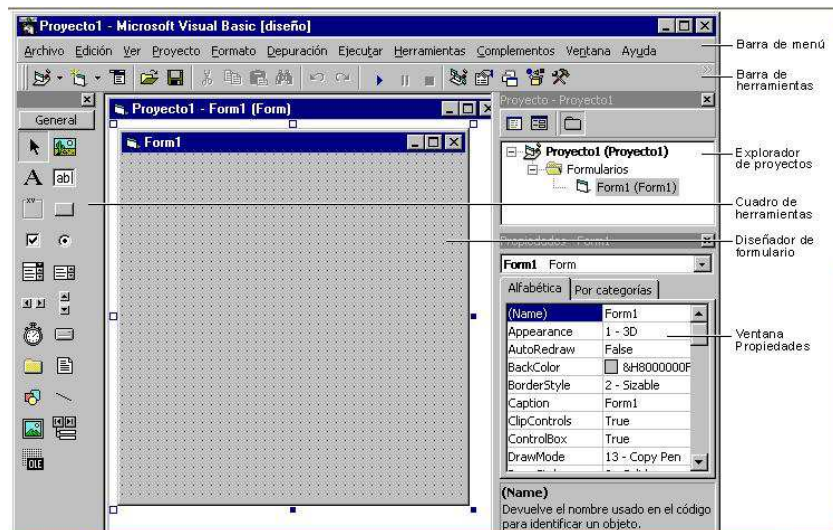 Proyecto1 - Microsoft Visual Basic [diseño]
Archivo Edición Ver Proyecto Formato Depuración Ejecutar Herramientas Complementos Ventana Ayuda
Barra de menú
Barra de
herramientas
General
A
ab
XV
OLE
Proyecto1 - Form1 (Form)
Form1
Proyecto - Proyecto1
Proyecto1 (Proyecto1)
Formularios
Form1 (Form1)
Explorador
de proyectos
Cuadro de
herramientas
Diseñador de
formulario
Propiedades - Form1
Form1 Form
Alfabética Por categorías
(Name) Form1
Appearance 1 - 3D
AutoRedraw False
BackColor &H8000000F
BorderStyle 2 - Sizable
Caption Form1
ClipControls True
ControlBox True
DrawMode 13 - Copy Pen
Ventana
Propiedades
(Name)
Devuelve el nombre usado en el código
para identificar un objeto.